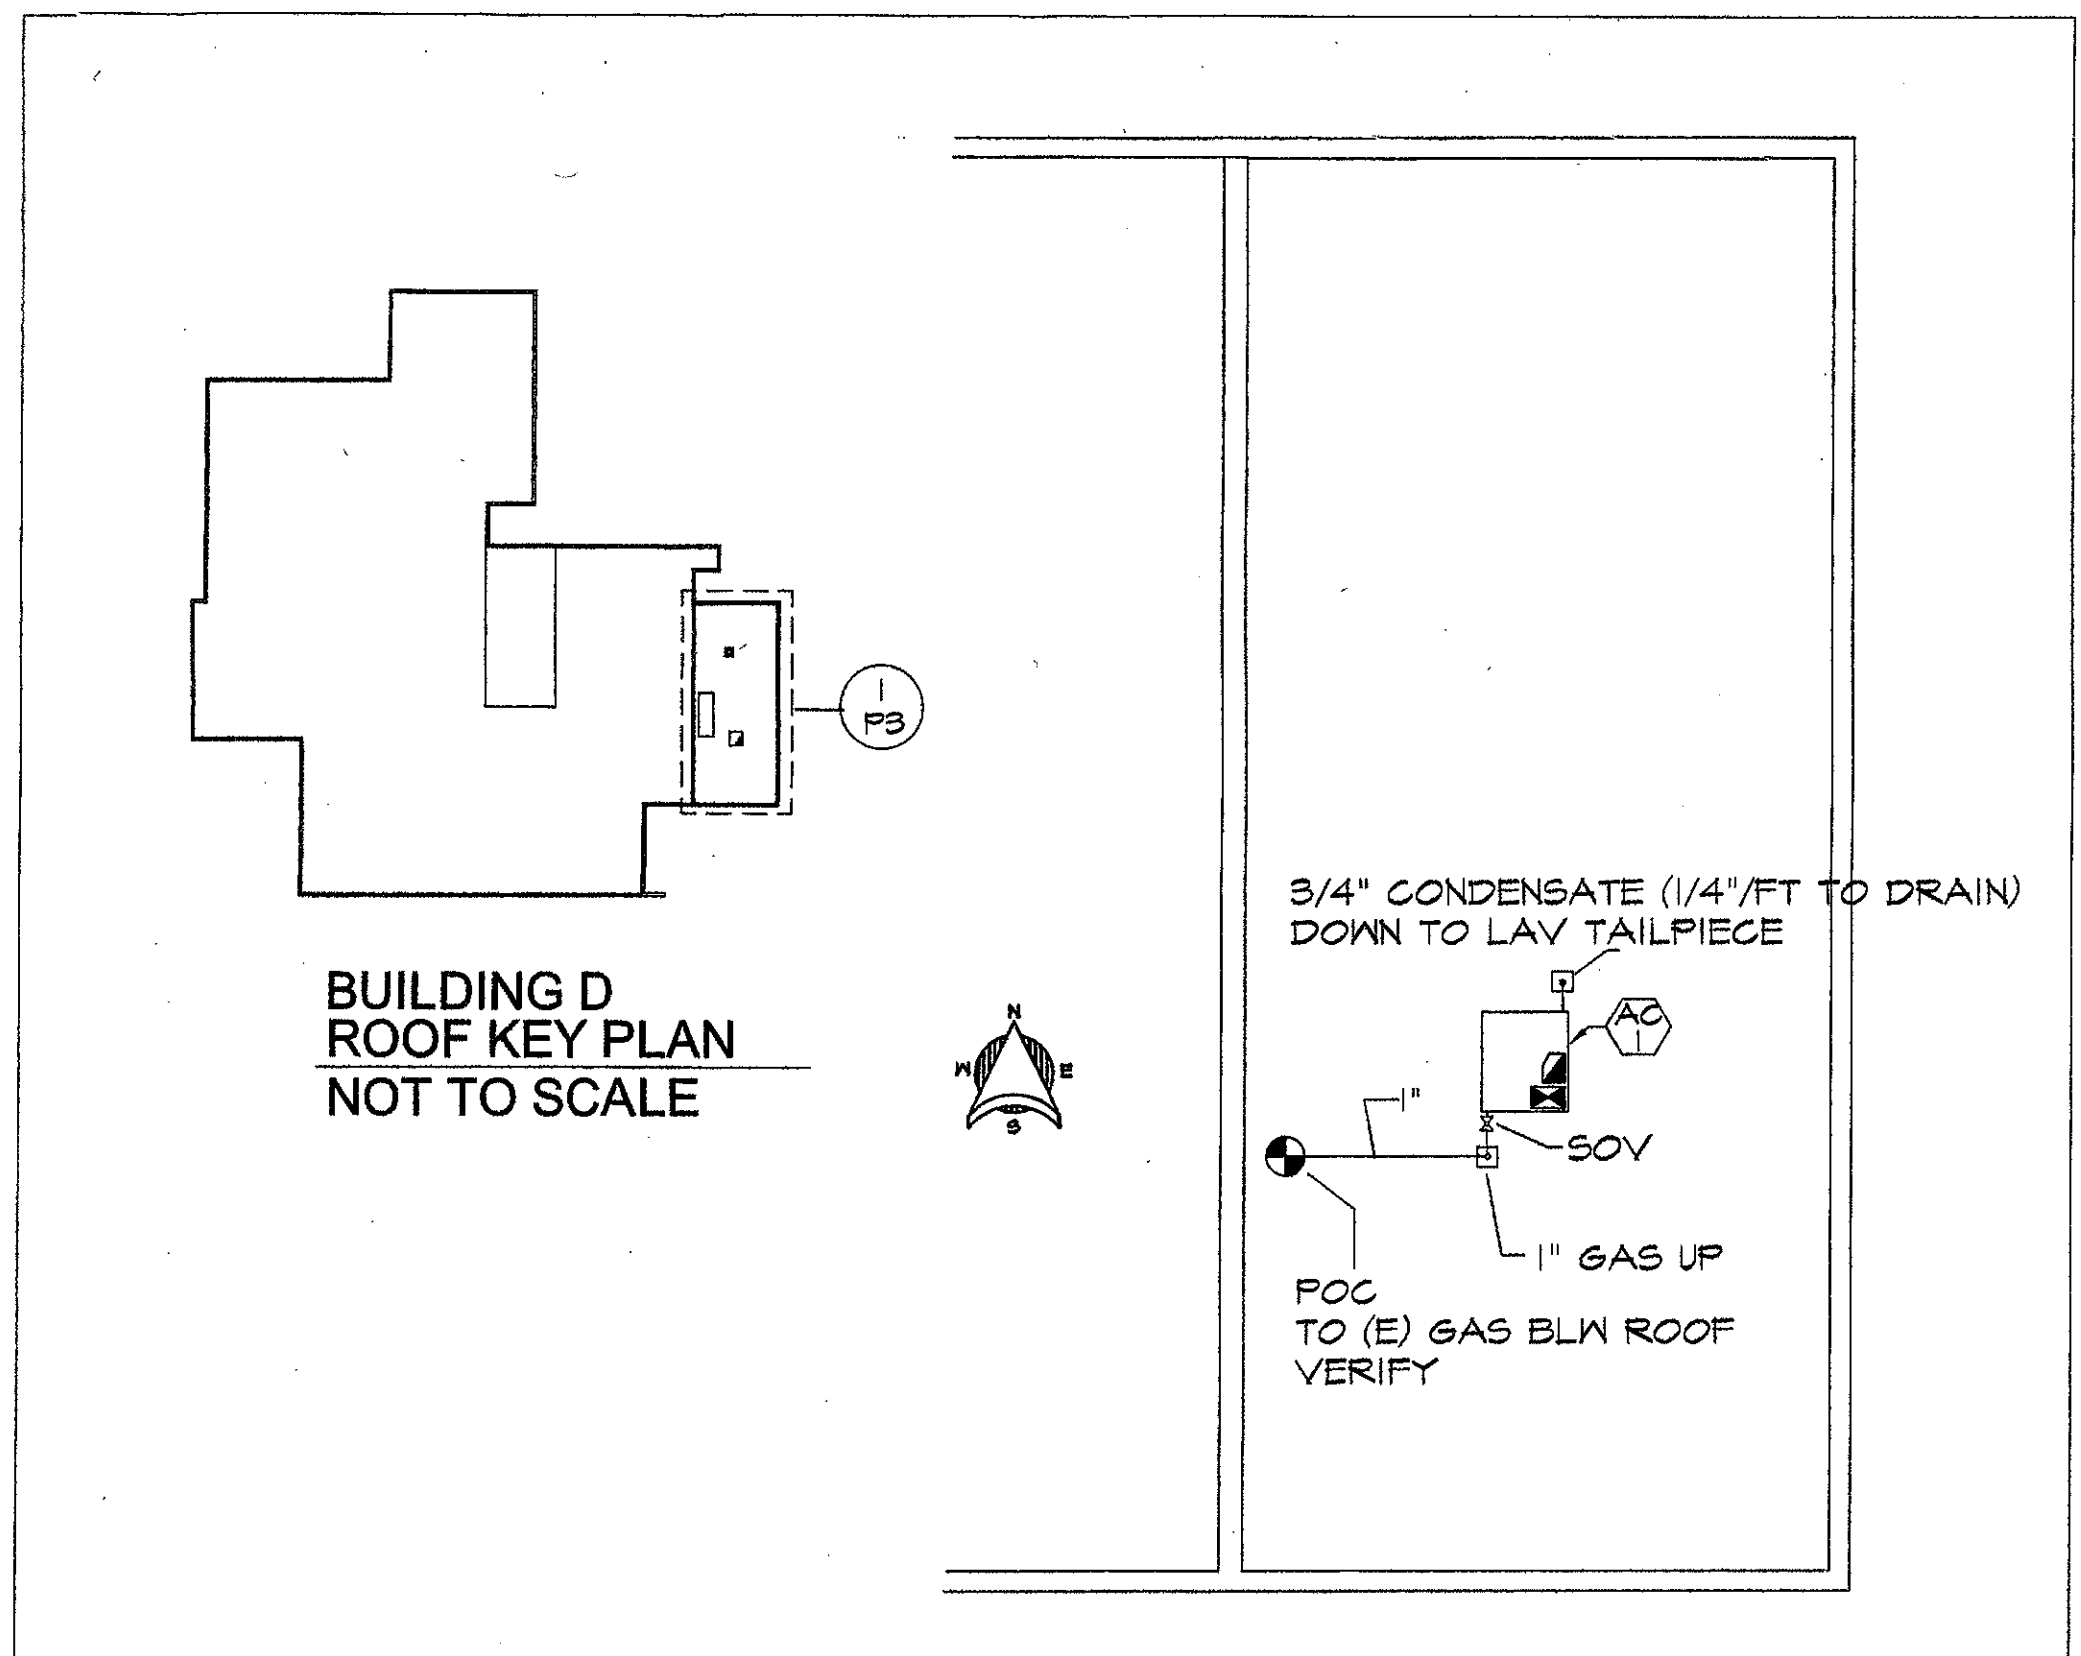 1
P3
BUILDING D
ROOF KEY PLAN
NOT TO SCALE
N
W
E
S
3/4" CONDENSATE (1/4"/FT TO DRAIN)
DOWN TO LAV TAILPIECE
AC
1
1"
SOV
1" GAS UP
POC
TO (E) GAS BLW ROOF
VERIFY